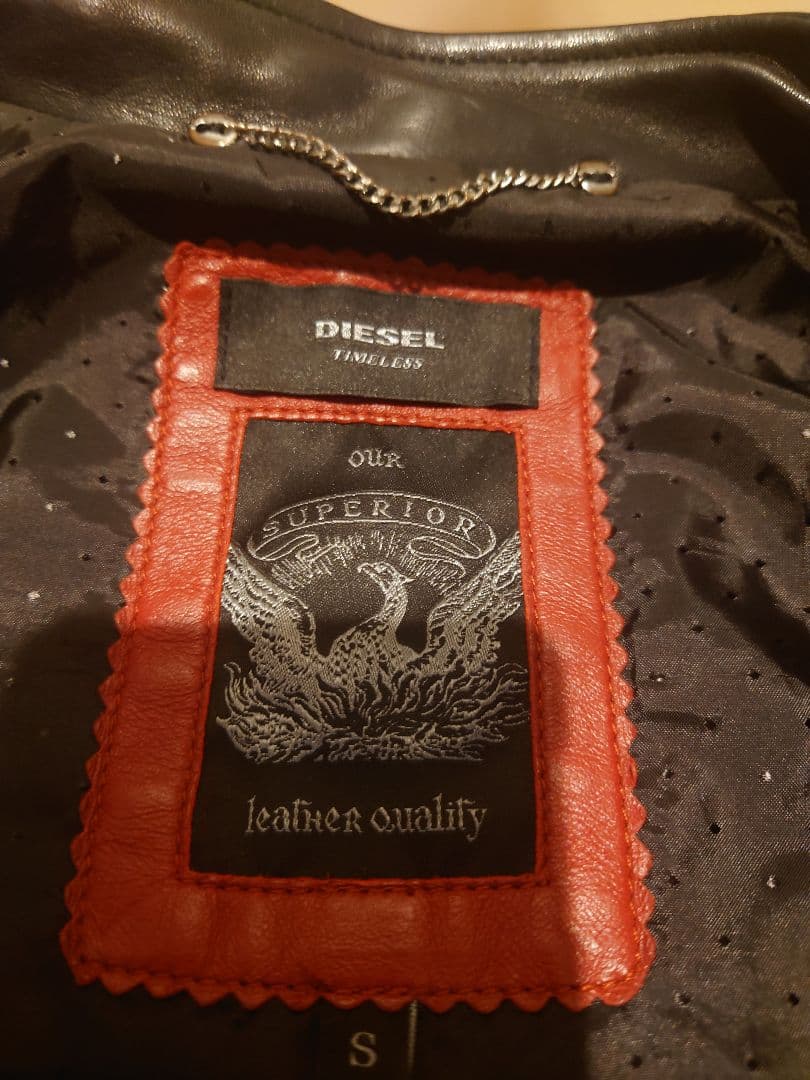 DIESEL
TIMELESS
OUR
SUPERIOR
leatHeR Quality
S